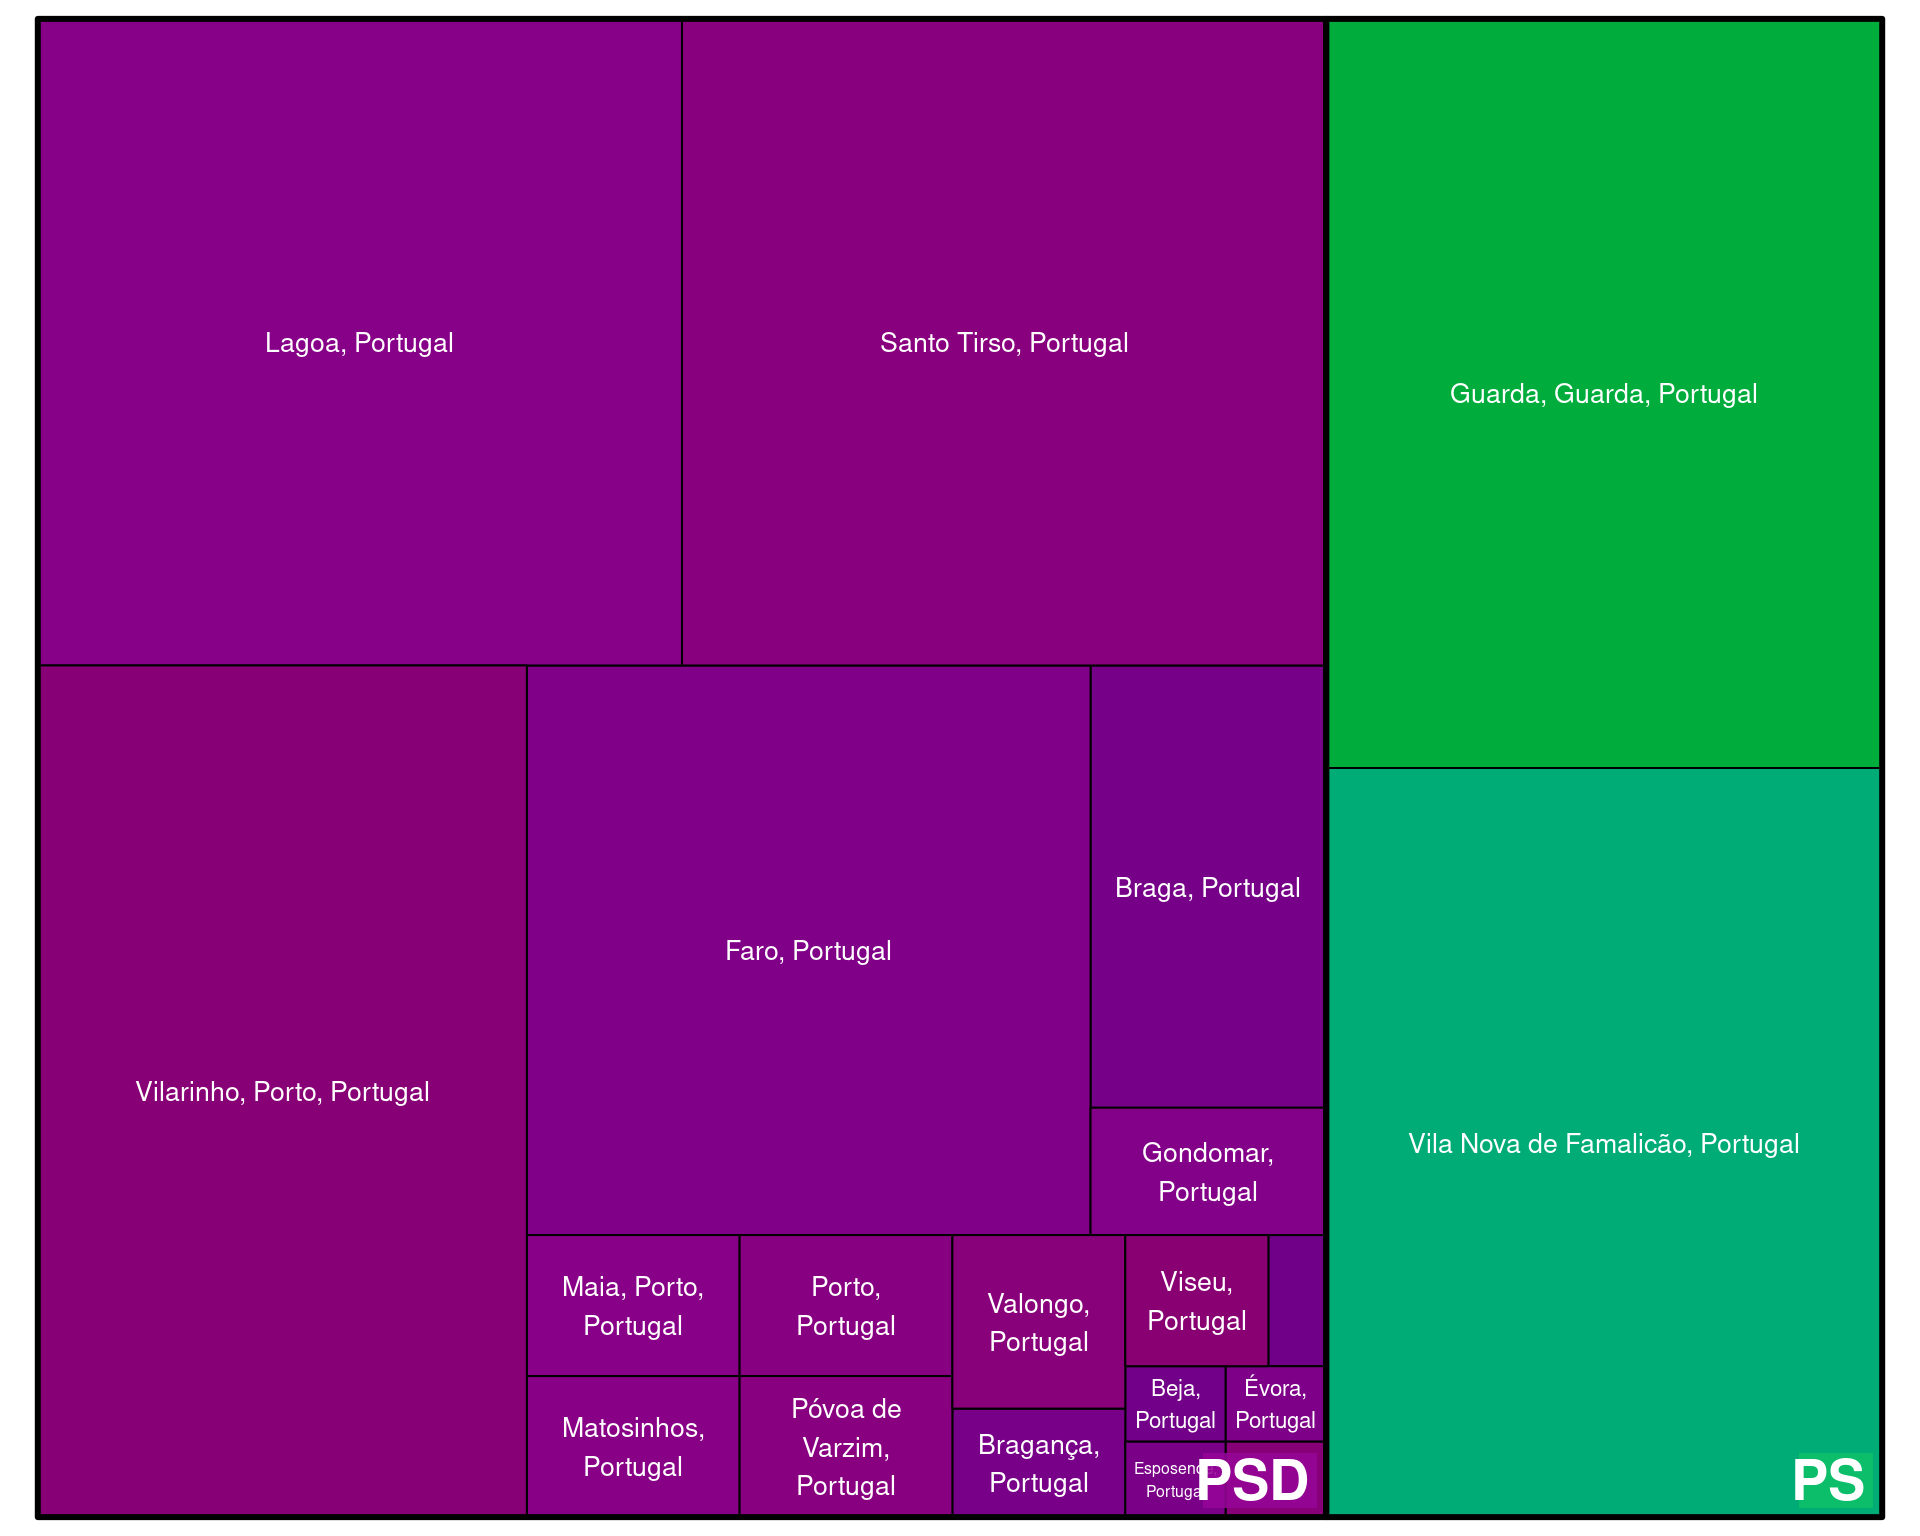 Lagoa, Portugal
Santo Tirso, Portugal
Guarda, Guarda, Portugal
Vilarinho, Porto, Portugal
Faro, Portugal
Braga, Portugal
Gondomar,
Portugal
Vila Nova de Famalicão, Portugal
Maia, Porto,
Portugal
Porto,
Portugal
Valongo,
Portugal
Viseu,
Portugal
Matosinhos,
Portugal
Póvoa de
Varzim,
Portugal
Bragança,
Portugal
Beja,
Portugal
Évora,
Portugal
Portugal
PSD
PS